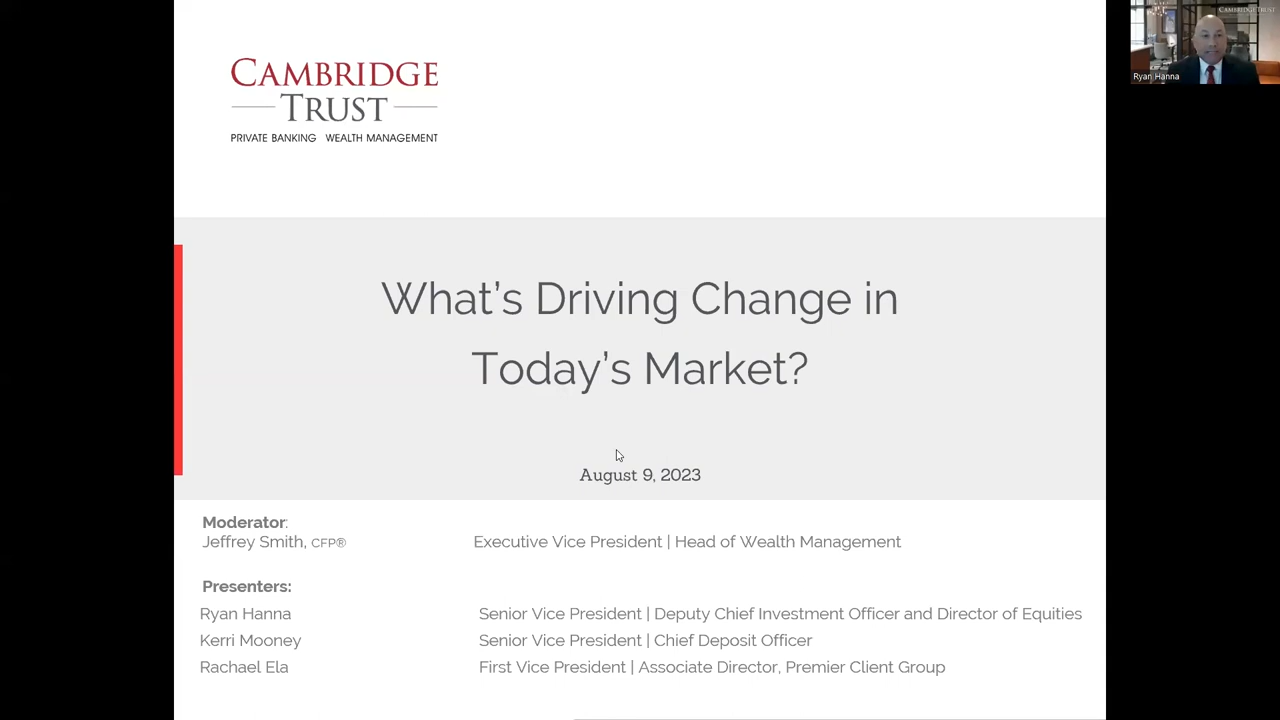 CAMBRIDGE
TRUST
PRIVATE BANKING WEALTH MANAGEMENT
CAMBRIDGE TRUST
Ryan Hanna
What's Driving Change in
Today's Market?
August 9, 2023
Moderator:
Jeffrey Smith, CFP® Executive Vice President | Head of Wealth Management
Presenters:
Ryan Hanna Senior Vice President | Deputy Chief Investment Officer and Director of Equities
Kerri Mooney Senior Vice President | Chief Deposit Officer
Rachael Ela First Vice President | Associate Director, Premier Client Group